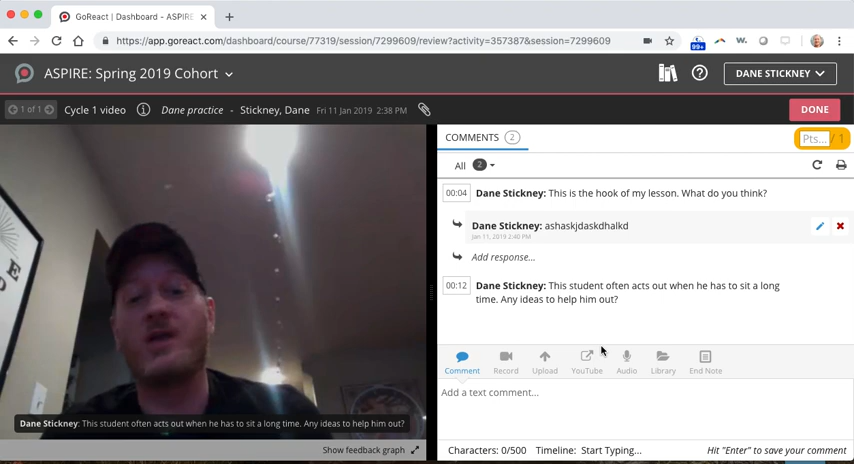 GoReact | Dashboard - ASPIRE
https://app.goreact.com/dashboard/course/77319/session/7299609/review?activity=357387&session=7299609
W.
99+
ASPIRE: Spring 2019 Cohort
DANE STICKNEY
1 of 1
Cycle 1 video
Dane practice - Stickney, Dane
Fri 11 Jan 2019 2:38 PM
DONE
COMMENTS 2
Pts... / 1
All 2
00:04 Dane Stickney: This is the hook of my lesson. What do you think?
Dane Stickney: ashaskjdaskdhalkd
Jan 11, 2019 2:40 PM
Add response...
00:12 Dane Stickney: This student often acts out when he has to sit a long
time. Any ideas to help him out?
Comment Record Upload YouTube Audio Library End Note
Add a text comment...
Dane Stickney: This student often acts out when he has to sit a long time. Any ideas to help him out?
Show feedback graph
Characters: 0/500 Timeline: Start Typing... Hit "Enter" to save your comment